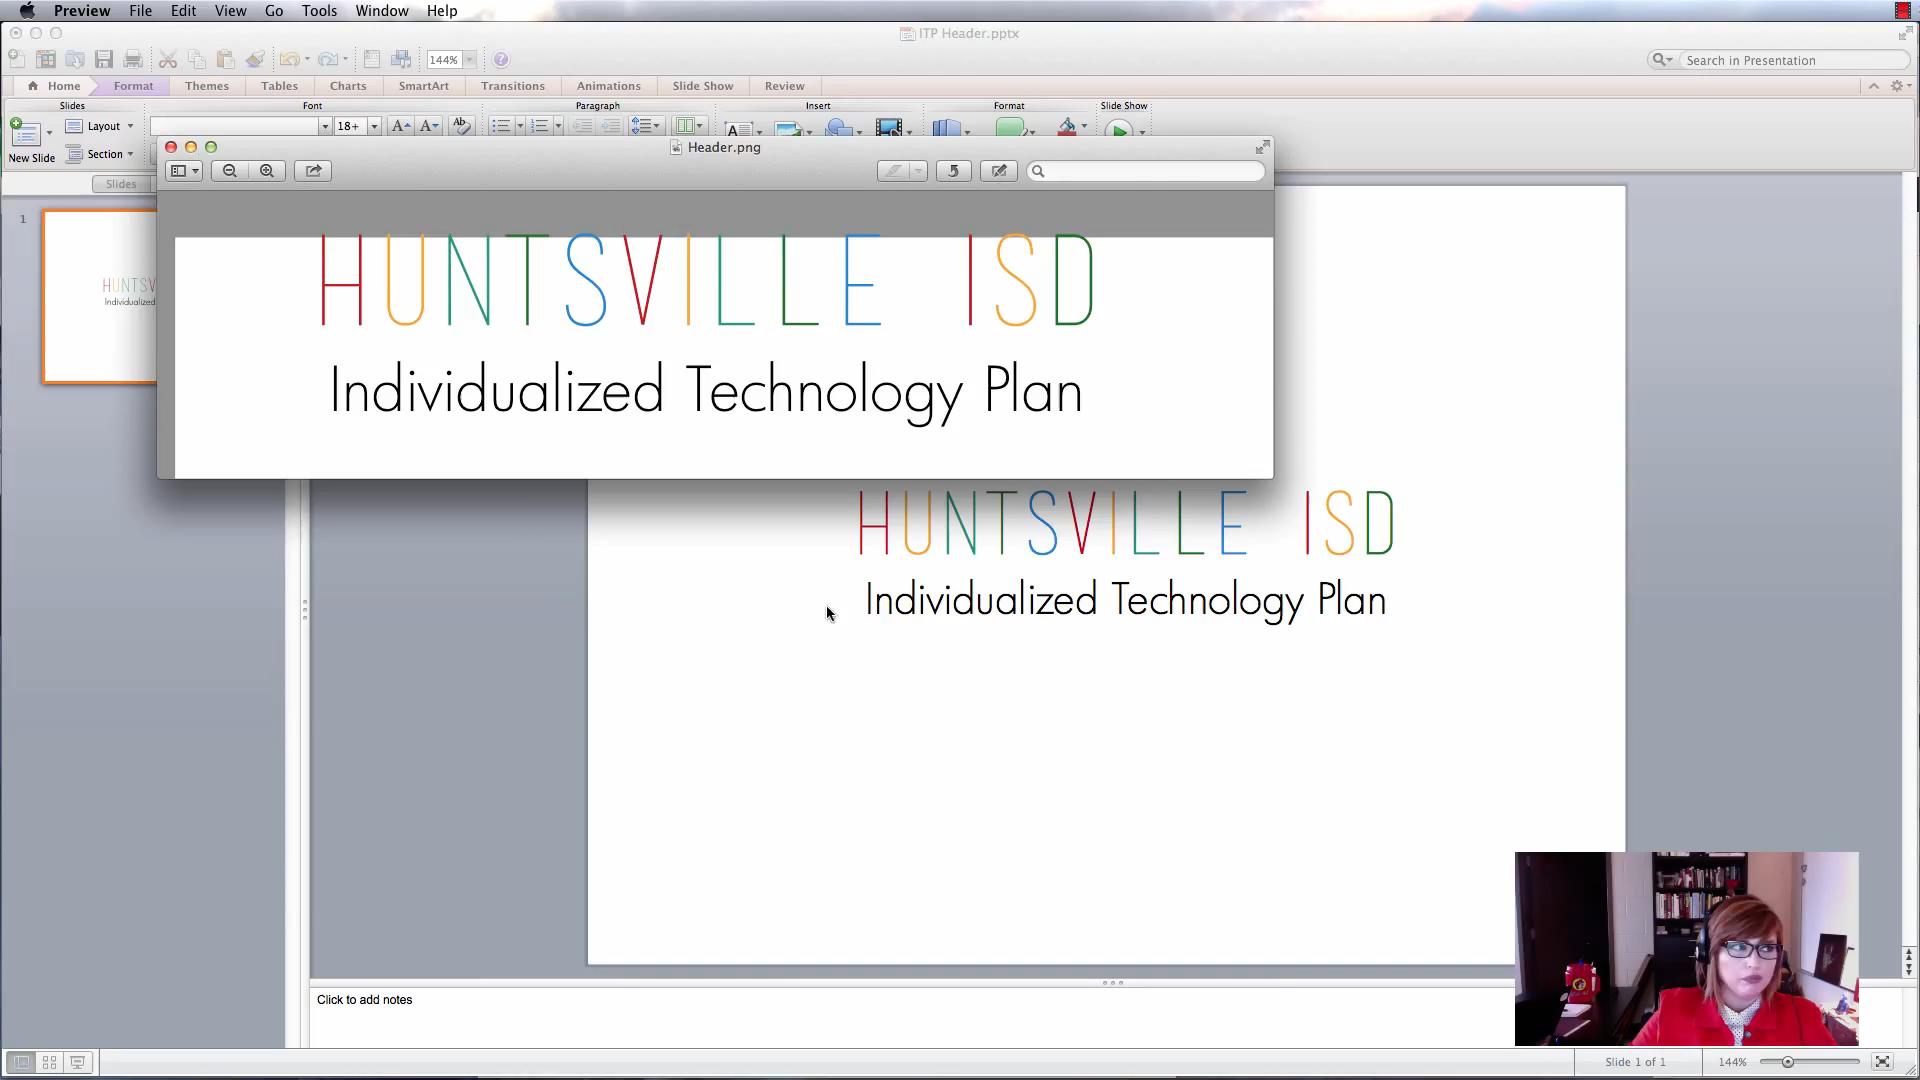 Preview File Edit View Go Tools Window Help
ITP Header.pptx
144% Search in Presentation
Home Format Themes Tables Charts SmartArt Transitions Animations Slide Show Review
Slides Font Paragraph Insert Format Slide Show
Layout 18+
New Slide Section
Header.png
Slides
1
HUNTSVILLE ISD
Individualized Technology Plan
HUNTSV
Individualized
HUNTSVILLE ISD
Individualized Technology Plan
Click to add notes
Slide 1 of 1 144%